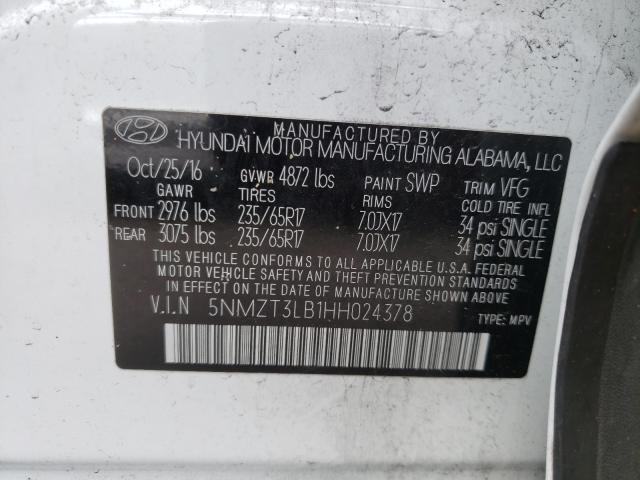 MANUFACTURED BY
HYUNDAI MOTOR MANUFACTURING ALABAMA, LLC
Oct/25/16 GVWR 4872 lbs PAINT SWP TRIM VFG
GAWR TIRES RIMS COLD TIRE INFL
FRONT 2976 lbs 235/65R17 7.0JX17 34 psi SINGLE
REAR 3075 lbs 235/65R17 7.0JX17 34 psi SINGLE
THIS VEHICLE CONFORMS TO ALL APPLICABLE U.S.A. FEDERAL
MOTOR VEHICLE SAFETY AND THEFT PREVENTION STANDARDS
IN EFFECT ON THE DATE OF MANUFACTURE SHOWN ABOVE.
V.I.N 5NMZT3LB1HH024378 TYPE: MPV